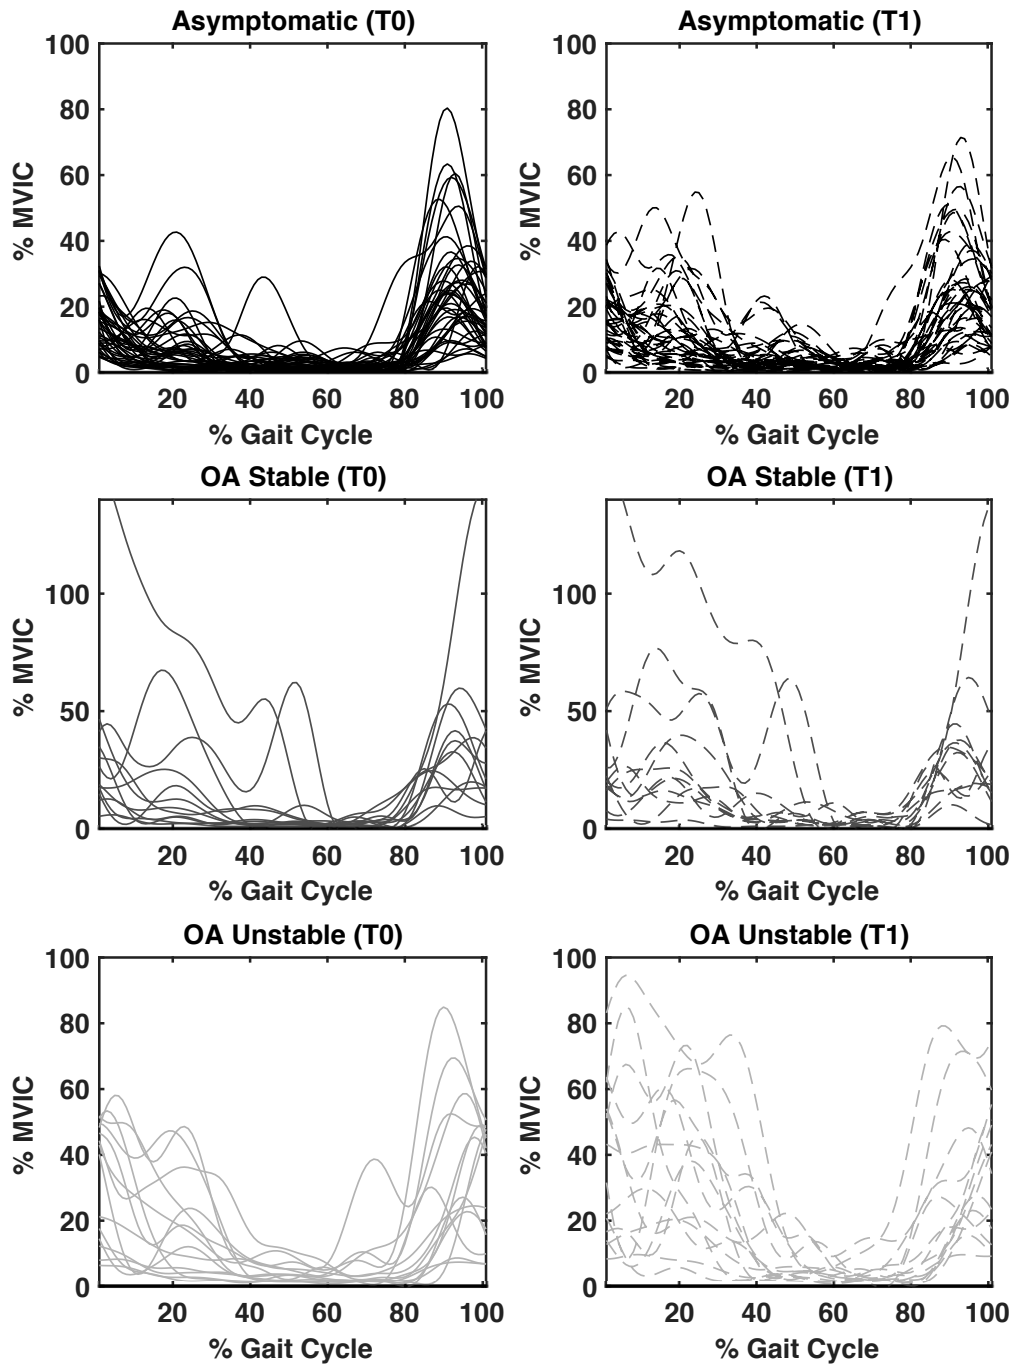 Asymptomatic (T0)
100
80
60
40
20
0
% MVIC
20 40 60 80 100
% Gait Cycle
Asymptomatic (T1)
100
80
60
40
20
0
% MVIC
20 40 60 80 100
% Gait Cycle
OA Stable (T0)
100
50
0
% MVIC
20 40 60 80 100
% Gait Cycle
OA Stable (T1)
100
50
0
% MVIC
20 40 60 80 100
% Gait Cycle
OA Unstable (T0)
100
80
60
40
20
0
% MVIC
20 40 60 80 100
% Gait Cycle
OA Unstable (T1)
100
80
60
40
20
0
% MVIC
20 40 60 80 100
% Gait Cycle